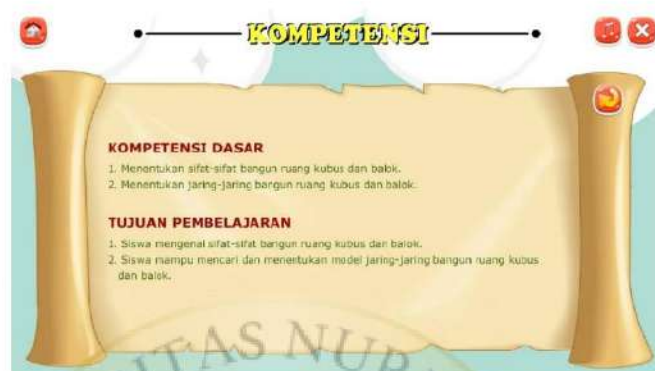 KOMPETENSI
KOMPETENSI DASAR
1. Menentukan sifat-sifat bangun ruang kubus dan balok.
2. Menentukan jaring-jaring bangun ruang kubus dan balok.
TUJUAN PEMBELAJARAN
1. Siswa mengenal sifat-sifat bangun ruang kubus dan balok.
2. Siswa mampu mencari dan menentukan model jaring-jaring bangun ruang kubus
dan balok.